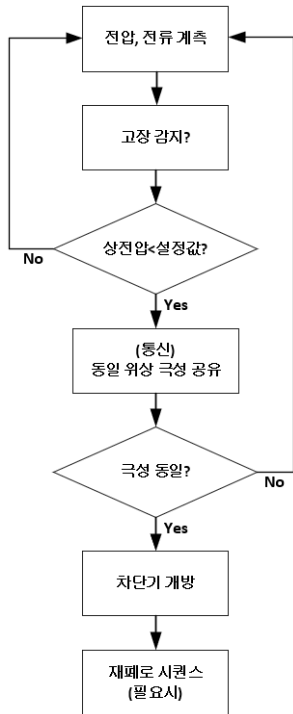 전압, 전류 계측
고장 감지?
상전압<설정값?
No
Yes
(통신)
동일 위상 극성 공유
극성 동일?
No
Yes
차단기 개방
재폐로 시퀀스
(필요시)